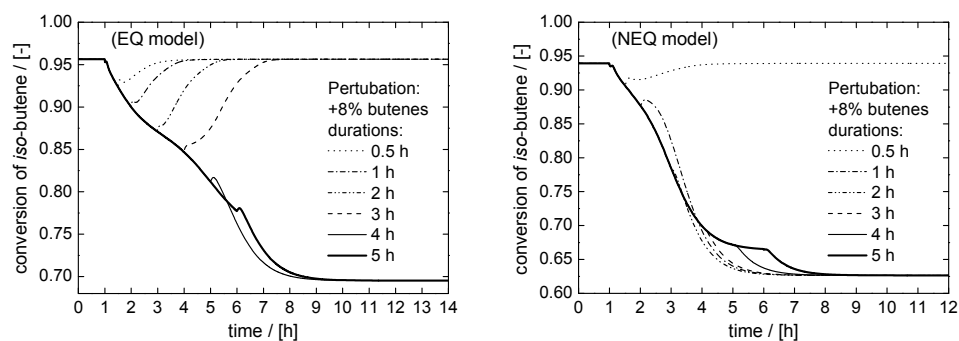 1.00
(EQ model)
0.95
0.90
0.85
0.80
0.75
0.70
conversion of iso-butene / [-]
Pertubation:
+8% butenes
durations:
0.5 h
1 h
2 h
3 h
4 h
5 h
0 1 2 3 4 5 6 7 8 9 10 11 12 13 14
time / [h]
1.00
(NEQ model)
0.95
0.90
0.85
0.80
0.75
0.70
0.65
0.60
conversion of iso-butene / [-]
Pertubation:
+8% butenes
durations:
0.5 h
1 h
2 h
3 h
4 h
5 h
0 1 2 3 4 5 6 7 8 9 10 11 12
time / [h]